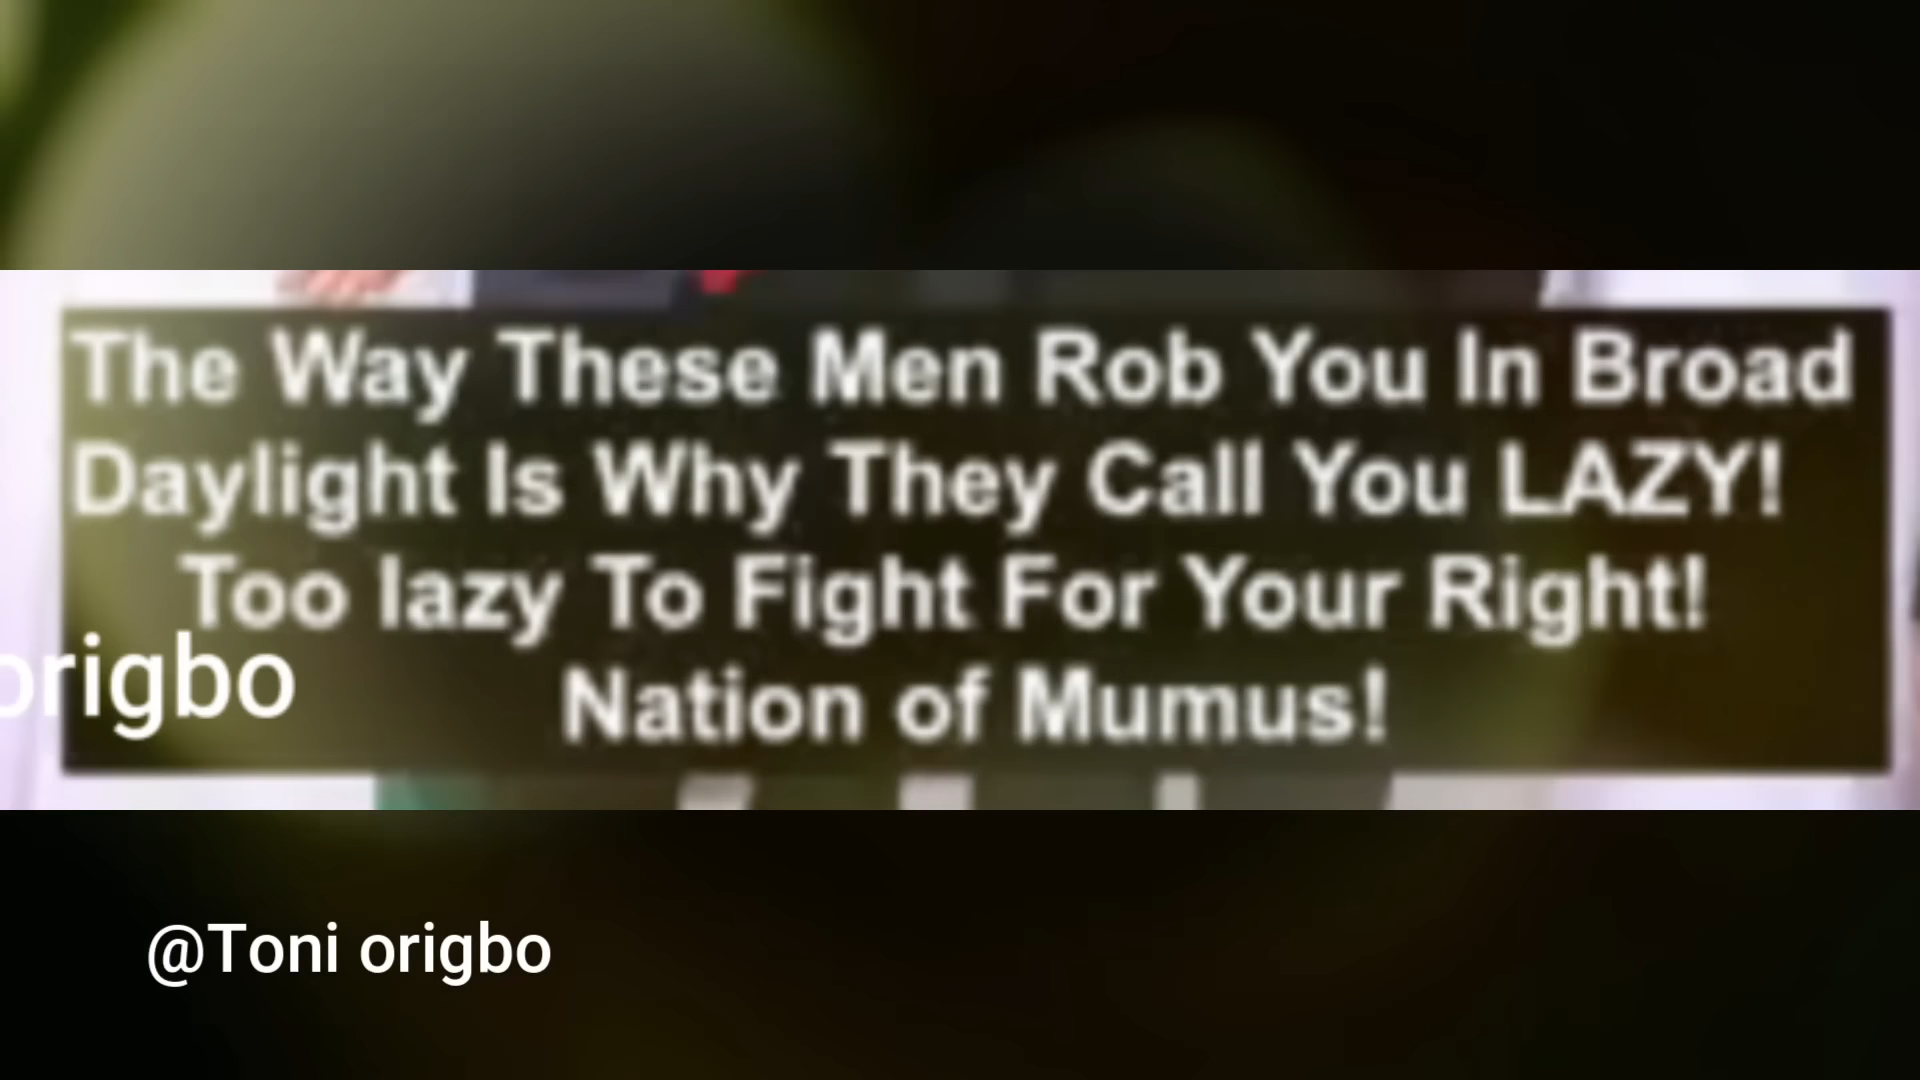 The Way These Men Rob You In Broad
Daylight Is Why They Call You LAZY!
Too lazy To Fight For Your Right!
origbo
Nation of Mumus!
@Toni origbo